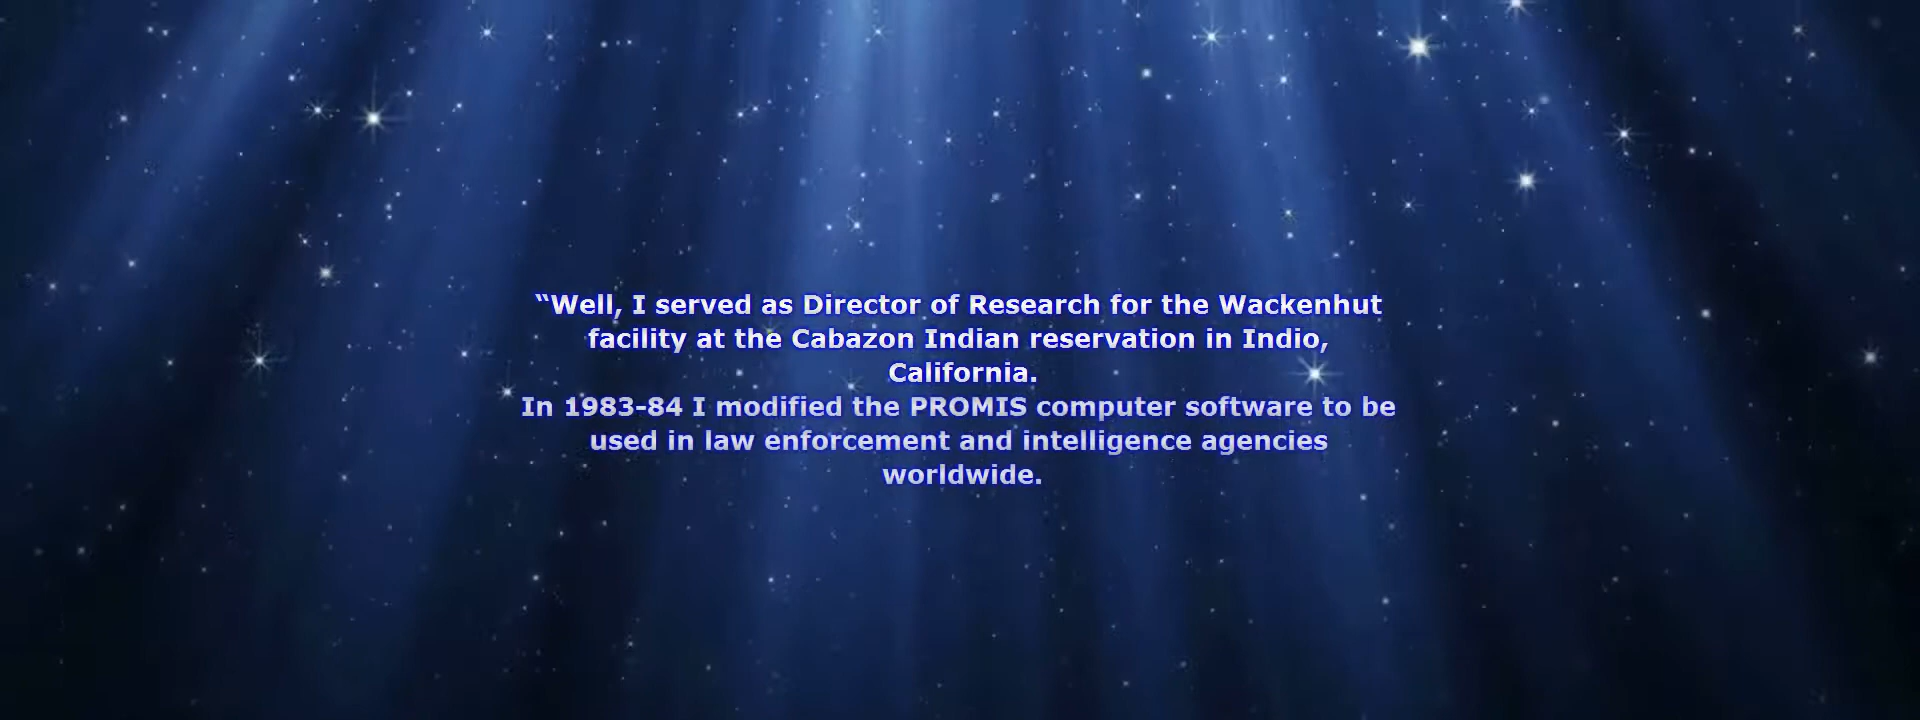 “Well, I served as Director of Research for the Wackenhut
facility at the Cabazon Indian reservation in Indio,
California.
In 1983-84 I modified the PROMIS computer software to be
used in law enforcement and intelligence agencies
worldwide.